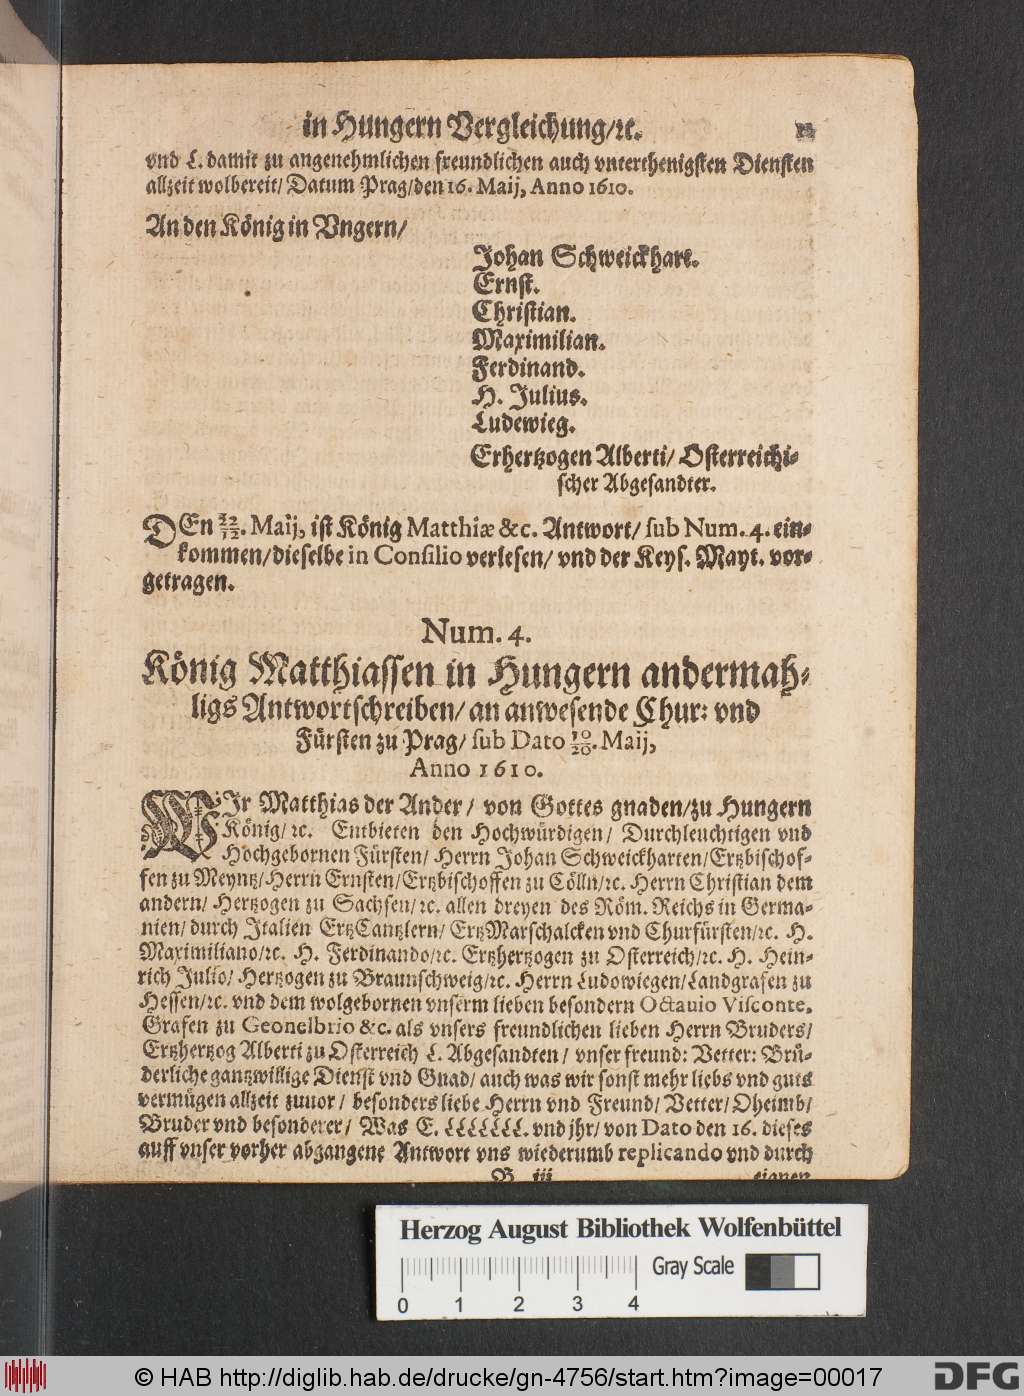 in Hungern Vergleichung/ꝛc.
vnd L. damit zu angenehmlichen freundlichen auch vnterthenigsten Diensten
allzeit wolbereit/ Datum Prag/den 16. Maij, Anno 1610.
An den König in Vngern/
Johan Schweickhart.
Ernst.
Christian.
Maximilian.
Ferdinand.
H. Julius.
Ludewieg.
Erhertzogen Alberti/ Osterreichi-
scher Abgesandter.
DEn 22/12. Maij, ist König Matthiæ &c. Antwort/ sub Num. 4. ein-
kommen/dieselbe in Consilio verlesen/ vnd der Keys. Mayt. vor-
getragen.
Num. 4.
König Matthiassen in Hungern andermah-
ligs Antwortschreiben/ an anwesende Chur: vnd
Fürsten zu Prag/ sub Dato 10/20. Maij,
Anno 1610.
WJr Matthias der Ander/ von Gottes gnaden/zu Hungern
König/ꝛc. Entbieten den Hochwürdigen/ Durchleuchtigen vnd
Hochgebornen Fürsten/ Herrn Johan Schweickharten/Ertzbischof-
fen zu Meyntz/Herrn Ernsten/Ertzbischoffen zu Cölln/ꝛc. Herrn Christian dem
andern/ Hertzogen zu Sachsen/ꝛc. allen dreyen des Röm. Reichs in Germa-
nien/ durch Italien ErtzCantzlern/ ErtzMarschalcken vnd Churfürsten/ꝛc. H.
Maximiliano/ꝛc. H. Ferdinando/ꝛc. Ertzhertzogen zu Osterreich/ꝛc. H. Hein-
rich Julio/ Hertzogen zu Braunschweig/ꝛc. Herrn Ludowiegen/Landgrafen zu
Hessen/ꝛc. vnd dem wolgebornen vnserm lieben besondern Octauio Visconte,
Grafen zu Geonelbrio &c. als vnsers freundlichen lieben Herrn Bruders/
Ertzhertzog Alberti zu Osterreich L. Abgesandten/ vnser freund: Vetter: Brü-
derliche gantzwillige Dienst vnd Gnad/ auch was wir sonst mehr liebs vnd guts
vermügen allzeit zuuor/ besonders liebe Herrn vnd Freund/ Vetter/ Oheimb/
Bruder vnd besonderer/ Was E. LLLLLLL. vnd jhr/ von Dato den 16. dieses
auff vnser vorher abgangene Antwort vns wiederumb replicando vnd durch
B iij eigenen
Herzog August Bibliothek Wolfenbüttel
Gray Scale
0 1 2 3 4
© HAB http://diglib.hab.de/drucke/gn-4756/start.htm?image=00017
DFG